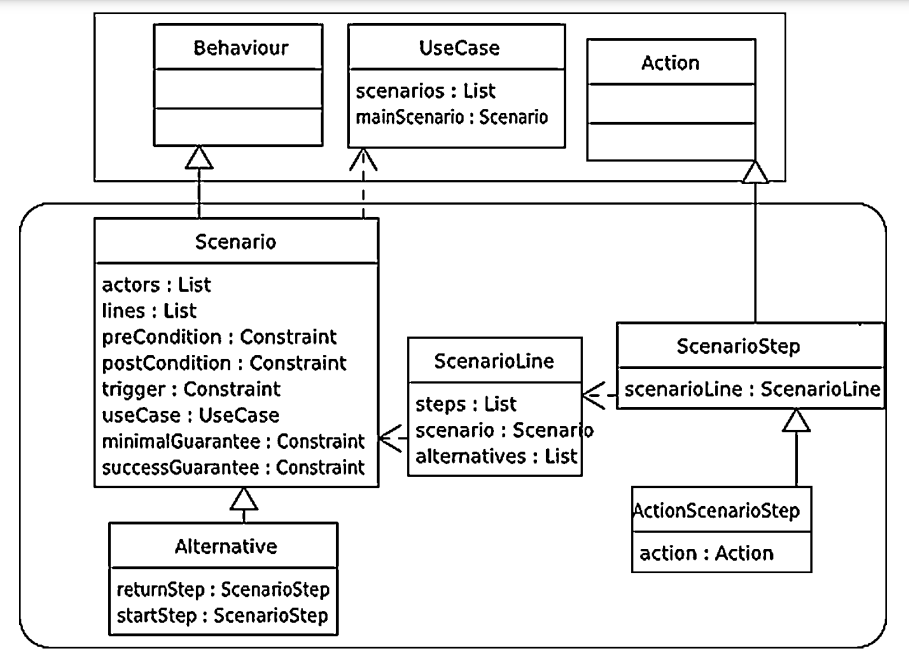 Behaviour
UseCase
scenarios : List
mainScenario : Scenario
Action
Scenario
actors : List
lines : List
preCondition : Constraint
postCondition : Constraint
trigger : Constraint
useCase : UseCase
minimalGuarantee : Constraint
successGuarantee : Constraint
ScenarioLine
steps : List
scenario : Scenario
alternatives : List
ScenarioStep
scenarioLine : ScenarioLine
Alternative
returnStep : ScenarioStep
startStep : ScenarioStep
ActionScenarioStep
action : Action